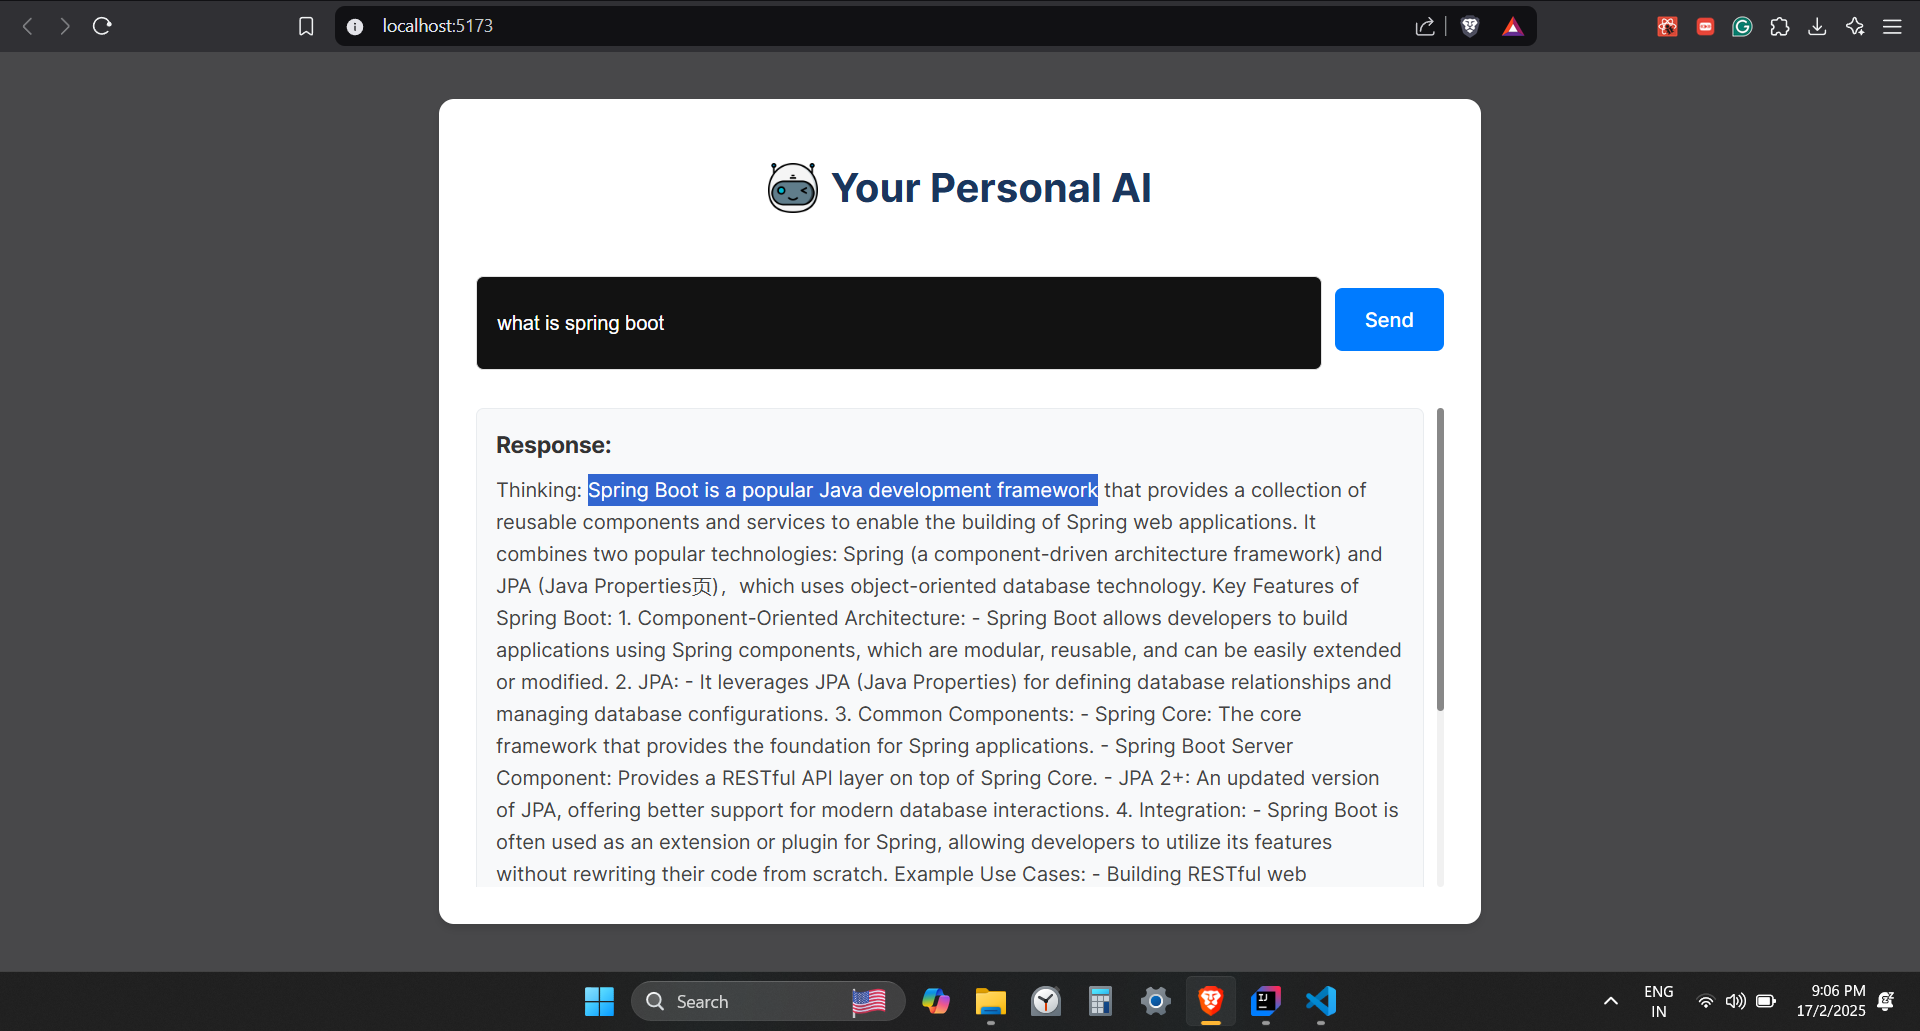 localhost:5173
Your Personal AI
what is spring boot
Send
Response:
Thinking: Spring Boot is a popular Java development framework that provides a collection of
reusable components and services to enable the building of Spring web applications. It
combines two popular technologies: Spring (a component-driven architecture framework) and
JPA (Java Properties页)，which uses object-oriented database technology. Key Features of
Spring Boot: 1. Component-Oriented Architecture: - Spring Boot allows developers to build
applications using Spring components, which are modular, reusable, and can be easily extended
or modified. 2. JPA: - It leverages JPA (Java Properties) for defining database relationships and
managing database configurations. 3. Common Components: - Spring Core: The core
framework that provides the foundation for Spring applications. - Spring Boot Server
Component: Provides a RESTful API layer on top of Spring Core. - JPA 2+: An updated version
of JPA, offering better support for modern database interactions. 4. Integration: - Spring Boot is
often used as an extension or plugin for Spring, allowing developers to utilize its features
without rewriting their code from scratch. Example Use Cases: - Building RESTful web
Search
ENG
IN
9:06 PM
17/2/2025